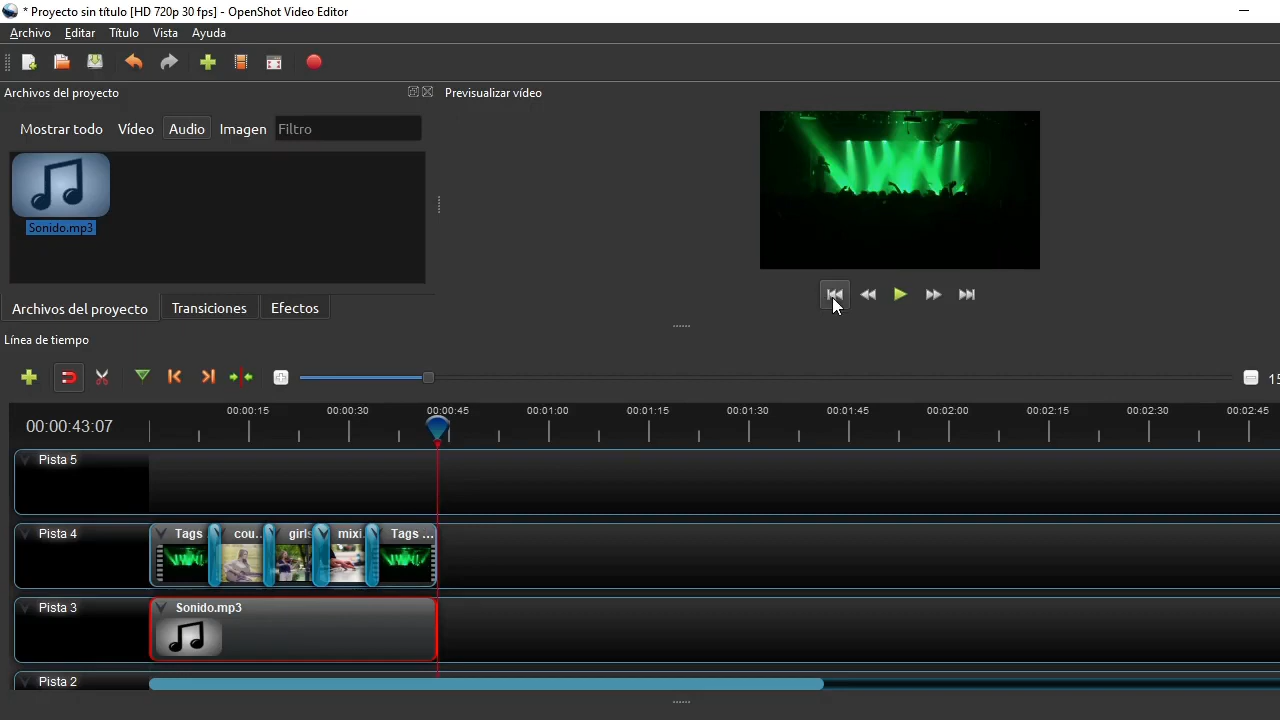 * Proyecto sin título [HD 720p 30 fps] - OpenShot Video Editor
Archivo Editar Título Vista Ayuda
Archivos del proyecto
Previsualizar vídeo
Mostrar todo Vídeo Audio Imagen Filtro
Sonido.mp3
Archivos del proyecto Transiciones Efectos
Línea de tiempo
15
00:00:43:07
00:00:15 00:00:30 00:00:45 00:01:00 00:01:15 00:01:30 00:01:45 00:02:00 00:02:15 00:02:30 00:02:45
Pista 5
Pista 4
Tags cou... girls mixi Tags ...
Pista 3
Sonido.mp3
Pista 2